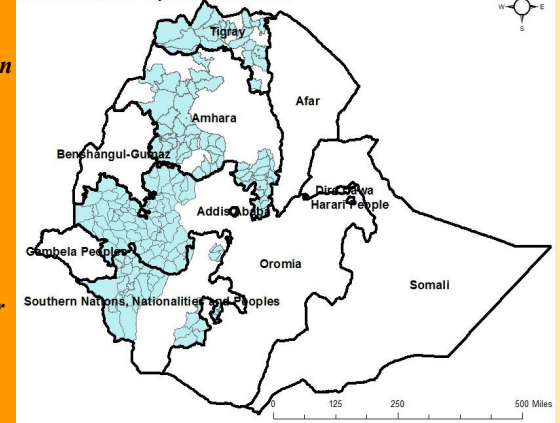 W E
S
Tigray
n
Afar
Amhara
Benshangul-Gumaz
Dire Dawa
Addis Ababa
Harari People
Gambela Peoples
Oromia
Somali
Southern Nations, Nationalities and Peoples
r
0 125 250 500 Miles